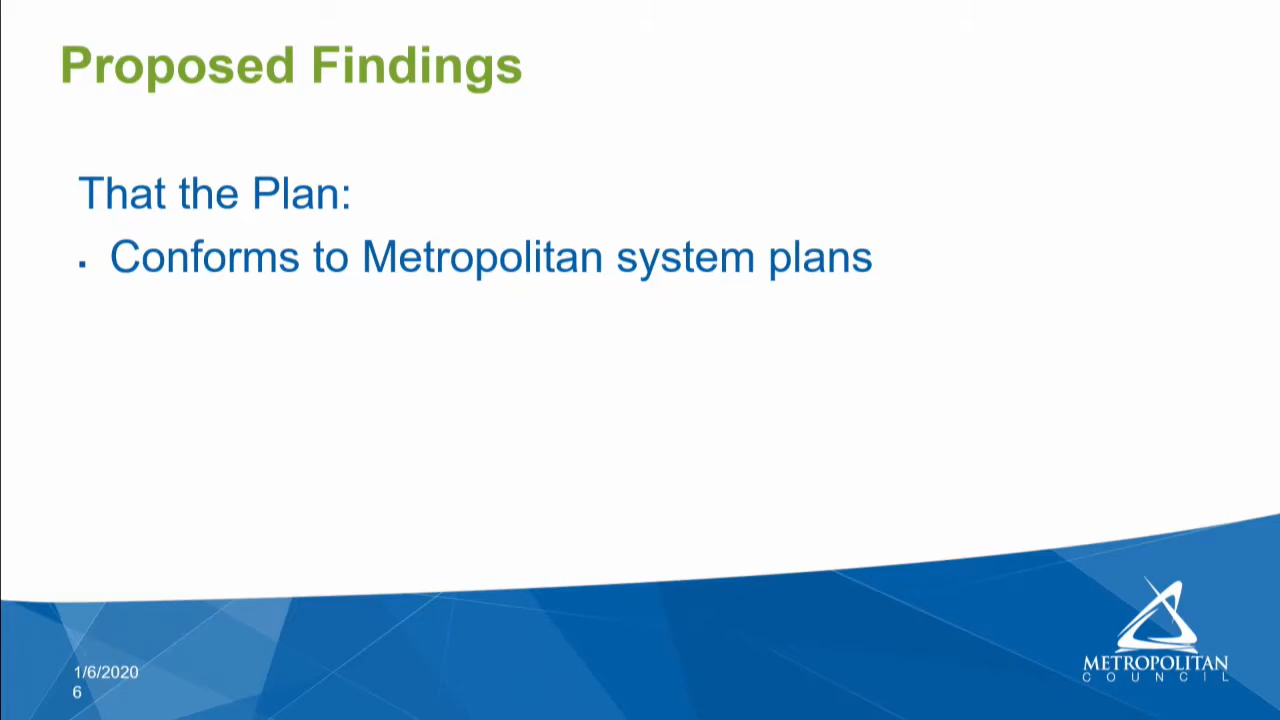 Proposed Findings
That the Plan:
▪ Conforms to Metropolitan system plans
1/6/2020
6
METROPOLITAN
COUNCIL